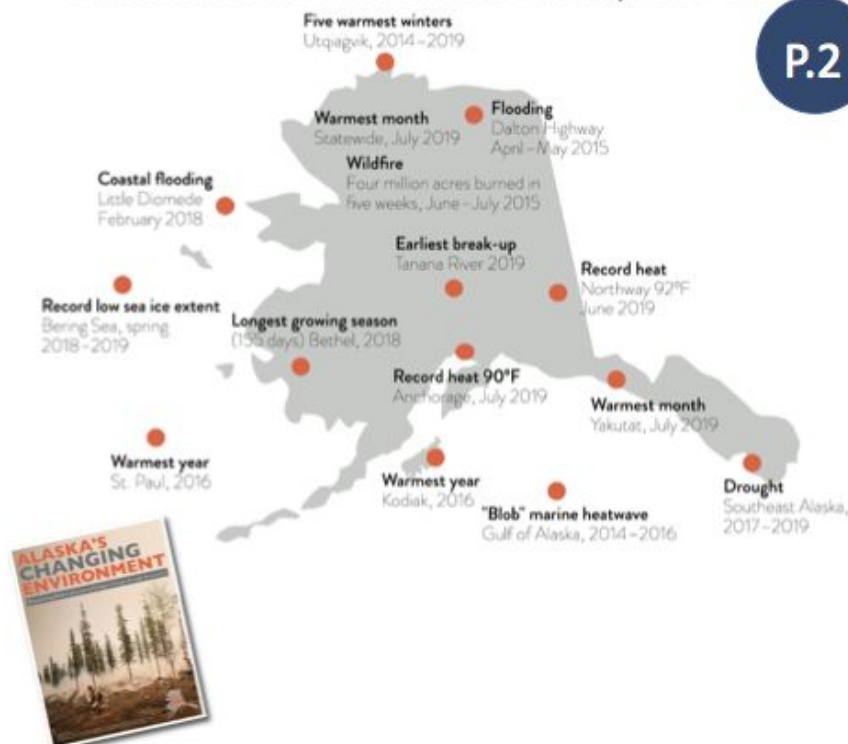 P.2
Five warmest winters
Utqiagvik, 2014–2019
Warmest month
Statewide, July 2019
Flooding
Dalton Highway
April–May 2015
Wildfire
Four million acres burned in
five weeks, June–July 2015
Coastal flooding
Little Diomede
February 2018
Earliest break-up
Tanana River 2019
Record heat
Northway 92°F
June 2019
Record low sea ice extent
Bering Sea, spring
2018–2019
Longest growing season
(155 days) Bethel, 2018
Record heat 90°F
Anchorage, July 2019
Warmest month
Yakutat, July 2019
Warmest year
St. Paul, 2016
Warmest year
Kodiak, 2016
"Blob" marine heatwave
Gulf of Alaska, 2014–2016
Drought
Southeast Alaska,
2017–2019
ALASKA'S
CHANGING
ENVIRONMENT